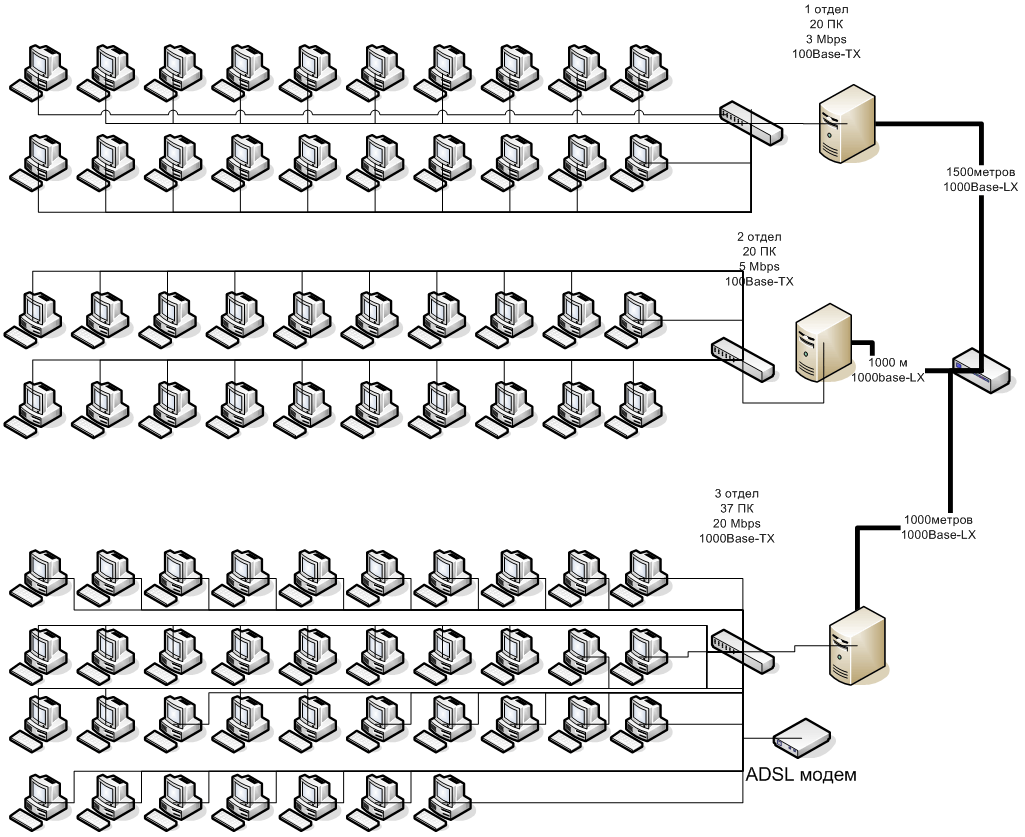 1 отдел
20 ПК
3 Mbps
100Base-TX
1500метров
1000Base-LX
2 отдел
20 ПК
5 Mbps
100Base-TX
1000 м
1000base-LX
3 отдел
37 ПК
20 Mbps
1000Base-TX
1000метров
1000Base-LX
ADSL модем